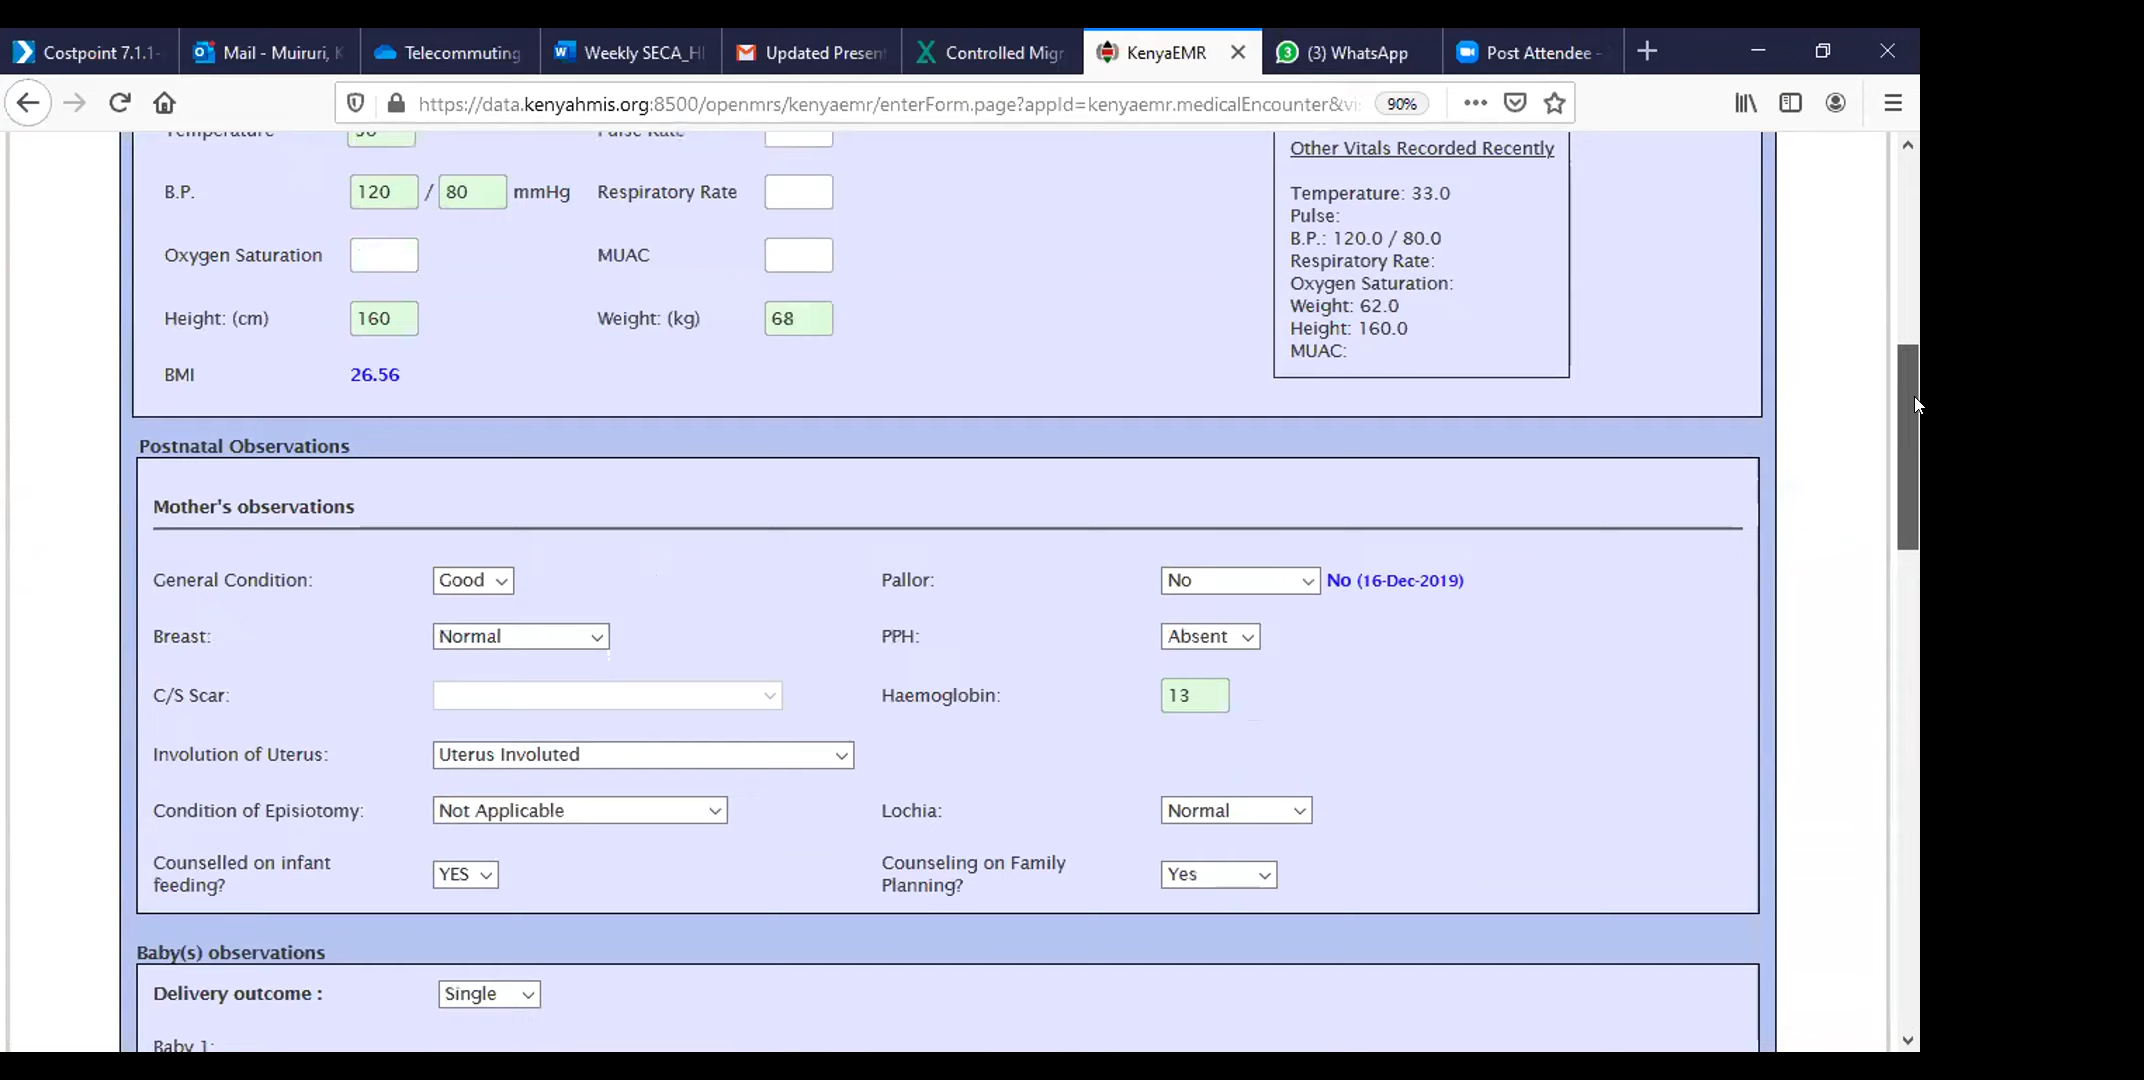 Costpoint 7.1.1- Mail - Muiruri, K Telecommuting Weekly SECA_HI Updated Present Controlled Migr KenyaEMR (3) WhatsApp Post Attendee -
https://data.kenyahmis.org:8500/openmrs/kenyaemr/enterForm.page?appId=kenyaemr.medicalEncounter&vi 90%
Temperature Pulse Rate
Other Vitals Recorded Recently
B.P. 120 / 80 mmHg Respiratory Rate
Temperature: 33.0
Pulse:
B.P.: 120.0 / 80.0
Oxygen Saturation MUAC
Respiratory Rate:
Oxygen Saturation:
Weight: 62.0
Height: (cm) 160 Weight: (kg) 68
Height: 160.0
MUAC:
BMI 26.56
Postnatal Observations
Mother's observations
General Condition: Good Pallor: No No (16-Dec-2019)
Breast: Normal PPH: Absent
C/S Scar: Haemoglobin: 13
Involution of Uterus: Uterus Involuted
Condition of Episiotomy: Not Applicable Lochia: Normal
Counselled on infant feeding? YES Counseling on Family Planning? Yes
Baby(s) observations
Delivery outcome : Single
Baby 1: